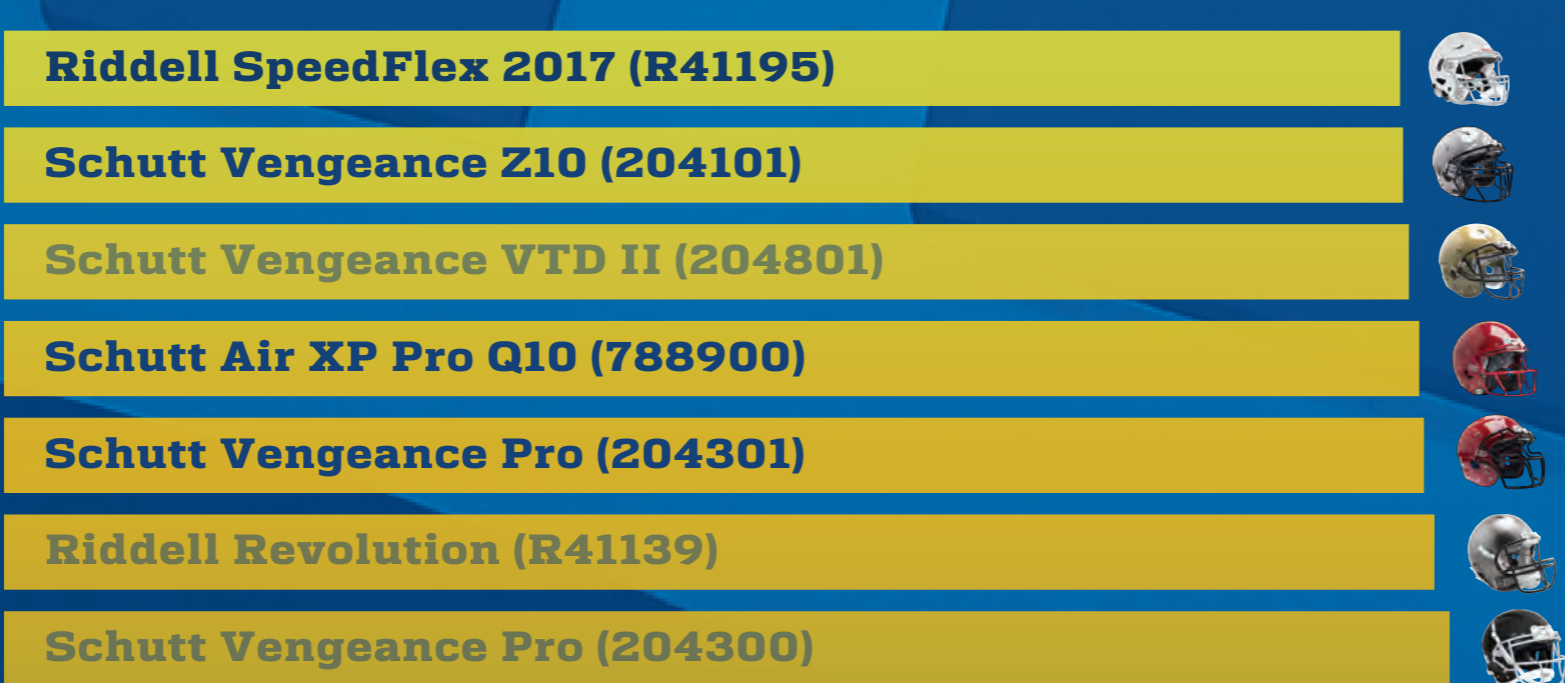 Riddell SpeedFlex 2017 (R41195)
Schutt Vengeance Z10 (204101)
Schutt Vengeance VTD II (204801)
Schutt Air XP Pro Q10 (788900)
Schutt Vengeance Pro (204301)
Riddell Revolution (R41139)
Schutt Vengeance Pro (204300)